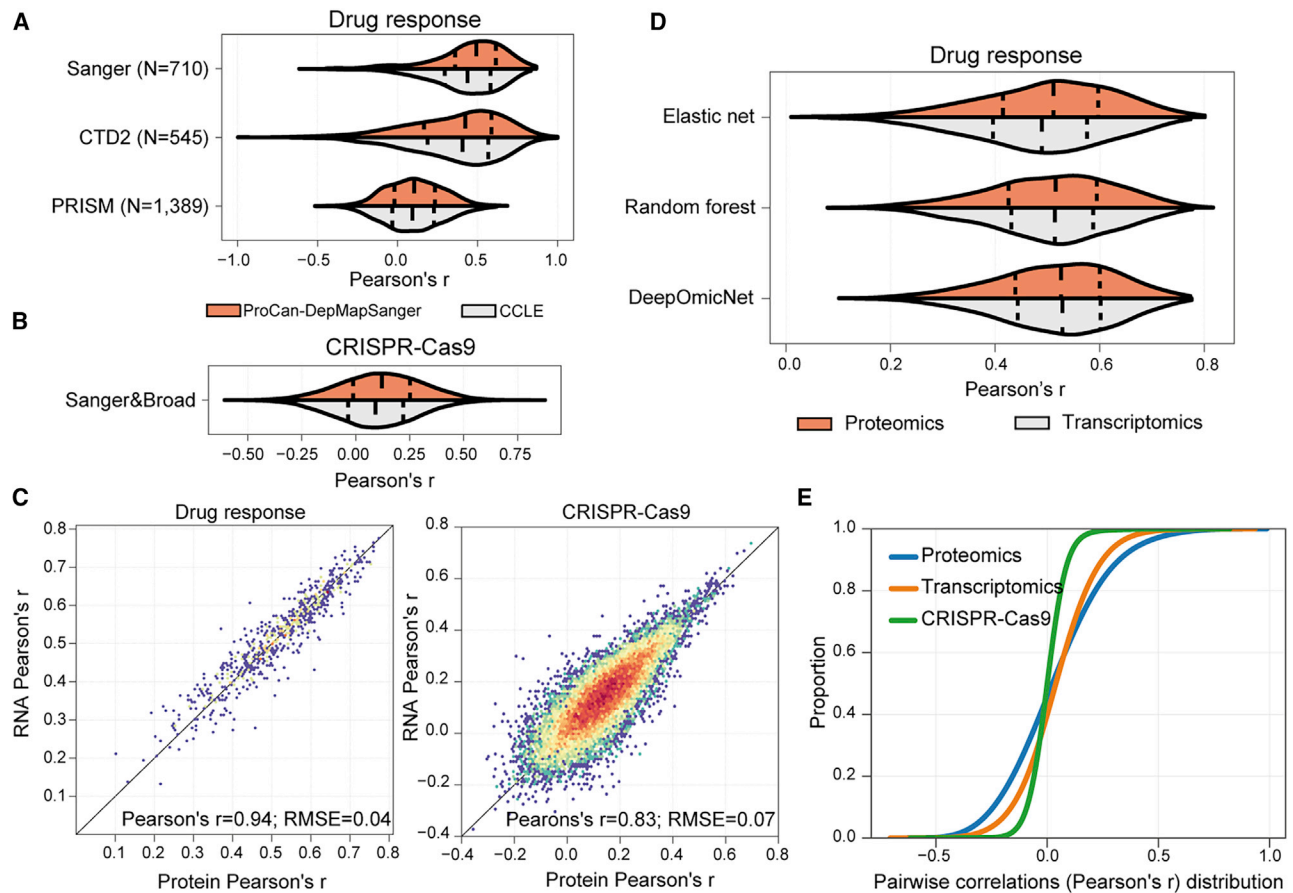 A
Drug response
Sanger (N=710)
CTD2 (N=545)
PRISM (N=1,389)
−1.0 −0.5 0.0 0.5 1.0
Pearson's r
ProCan-DepMapSanger CCLE
B
CRISPR-Cas9
Sanger&Broad
−0.50 −0.25 0.00 0.25 0.50 0.75
Pearson's r
C
Drug response
0.8
0.7
0.6
0.5
0.4
0.3
0.2
0.1
RNA Pearson's r
Pearson's r=0.94; RMSE=0.04
0.1 0.2 0.3 0.4 0.5 0.6 0.7 0.8
Protein Pearson's r
CRISPR-Cas9
0.8
0.6
0.4
0.2
0.0
−0.2
−0.4
RNA Pearson's r
Pearons's r=0.83; RMSE=0.07
−0.4 −0.2 0.0 0.2 0.4 0.6 0.8
Protein Pearson's r
D
Drug response
Elastic net
Random forest
DeepOmicNet
0.0 0.2 0.4 0.6 0.8
Pearson's r
Proteomics Transcriptomics
E
1.0
0.8
0.6
0.4
0.2
0.0
Proportion
Proteomics
Transcriptomics
CRISPR-Cas9
−0.5 0.0 0.5 1.0
Pairwise correlations (Pearson's r) distribution